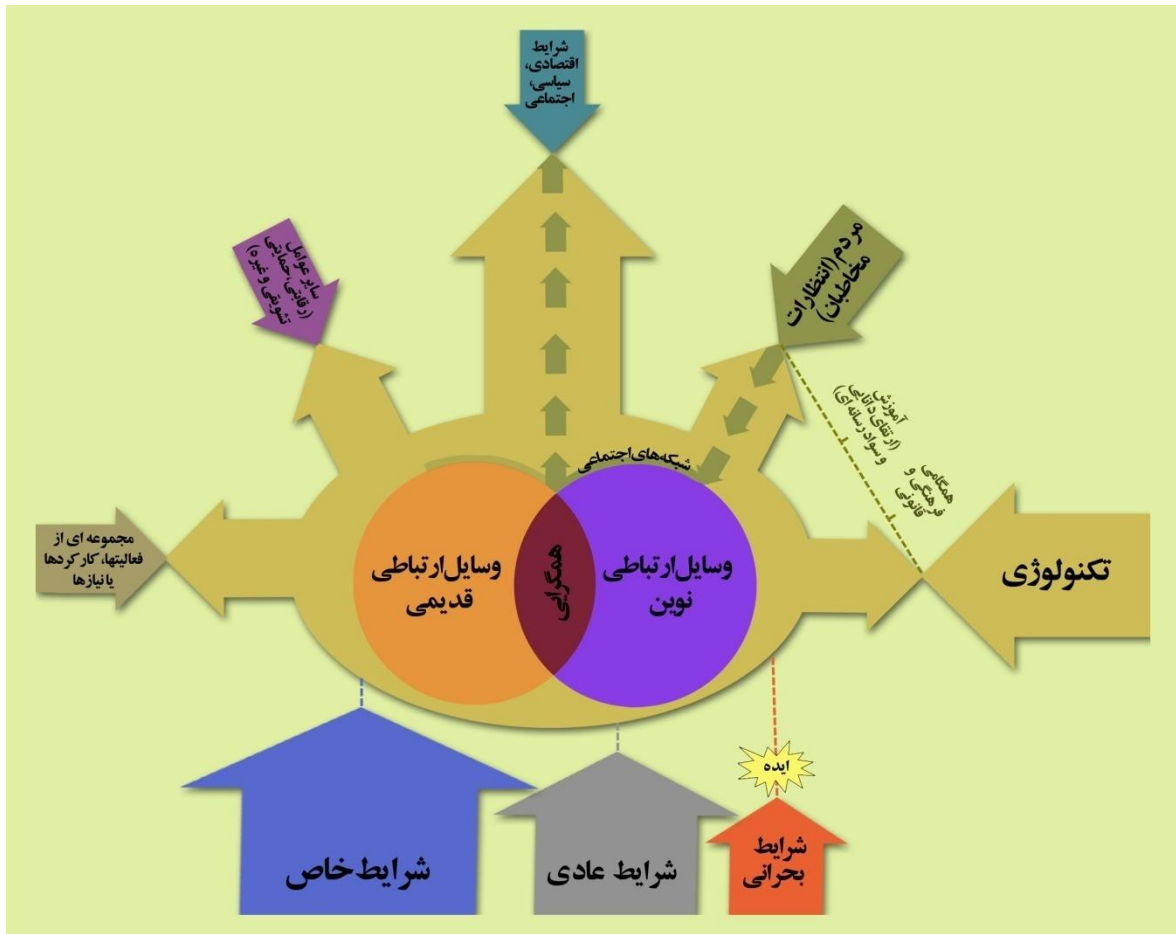 شرایط
اقتصادی،
سیاسی،
اجتماعی
مردم (انتظارات
مخاطبان)
سایر عوامل
(رقابتی، حمایتی
تشویقی و غیره)
آموزش
(ارتقای دانایی
و سواد رسانه ای)
همگامی
فرهنگی و
قانونی
شبکه‌های اجتماعی
تکنولوژی
وسایل ارتباطی
نوین
همگرایی
وسایل ارتباطی
قدیمی
مجموعه ای از
فعالیتها، کارکردها
یا نیازها
ایده
شرایط
بحرانی
شرایط عادی
شرایط خاص